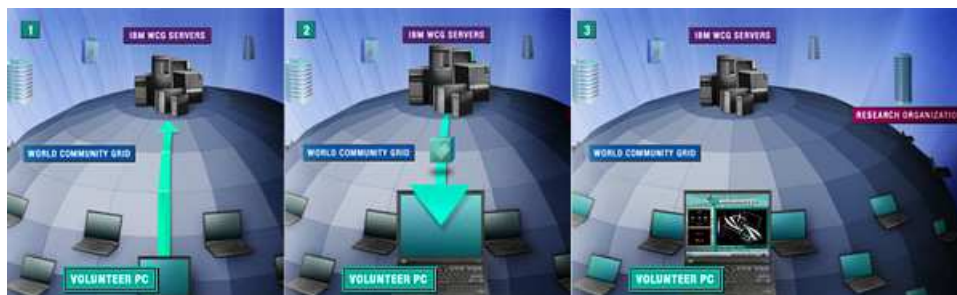 1
IBM WCG SERVERS
WORLD COMMUNITY GRID
VOLUNTEER PC
2
IBM WCG SERVERS
WORLD COMMUNITY GRID
VOLUNTEER PC
3
IBM WCG SERVERS
RESEARCH ORGANIZATIO
WORLD COMMUNITY GRID
VOLUNTEER PC